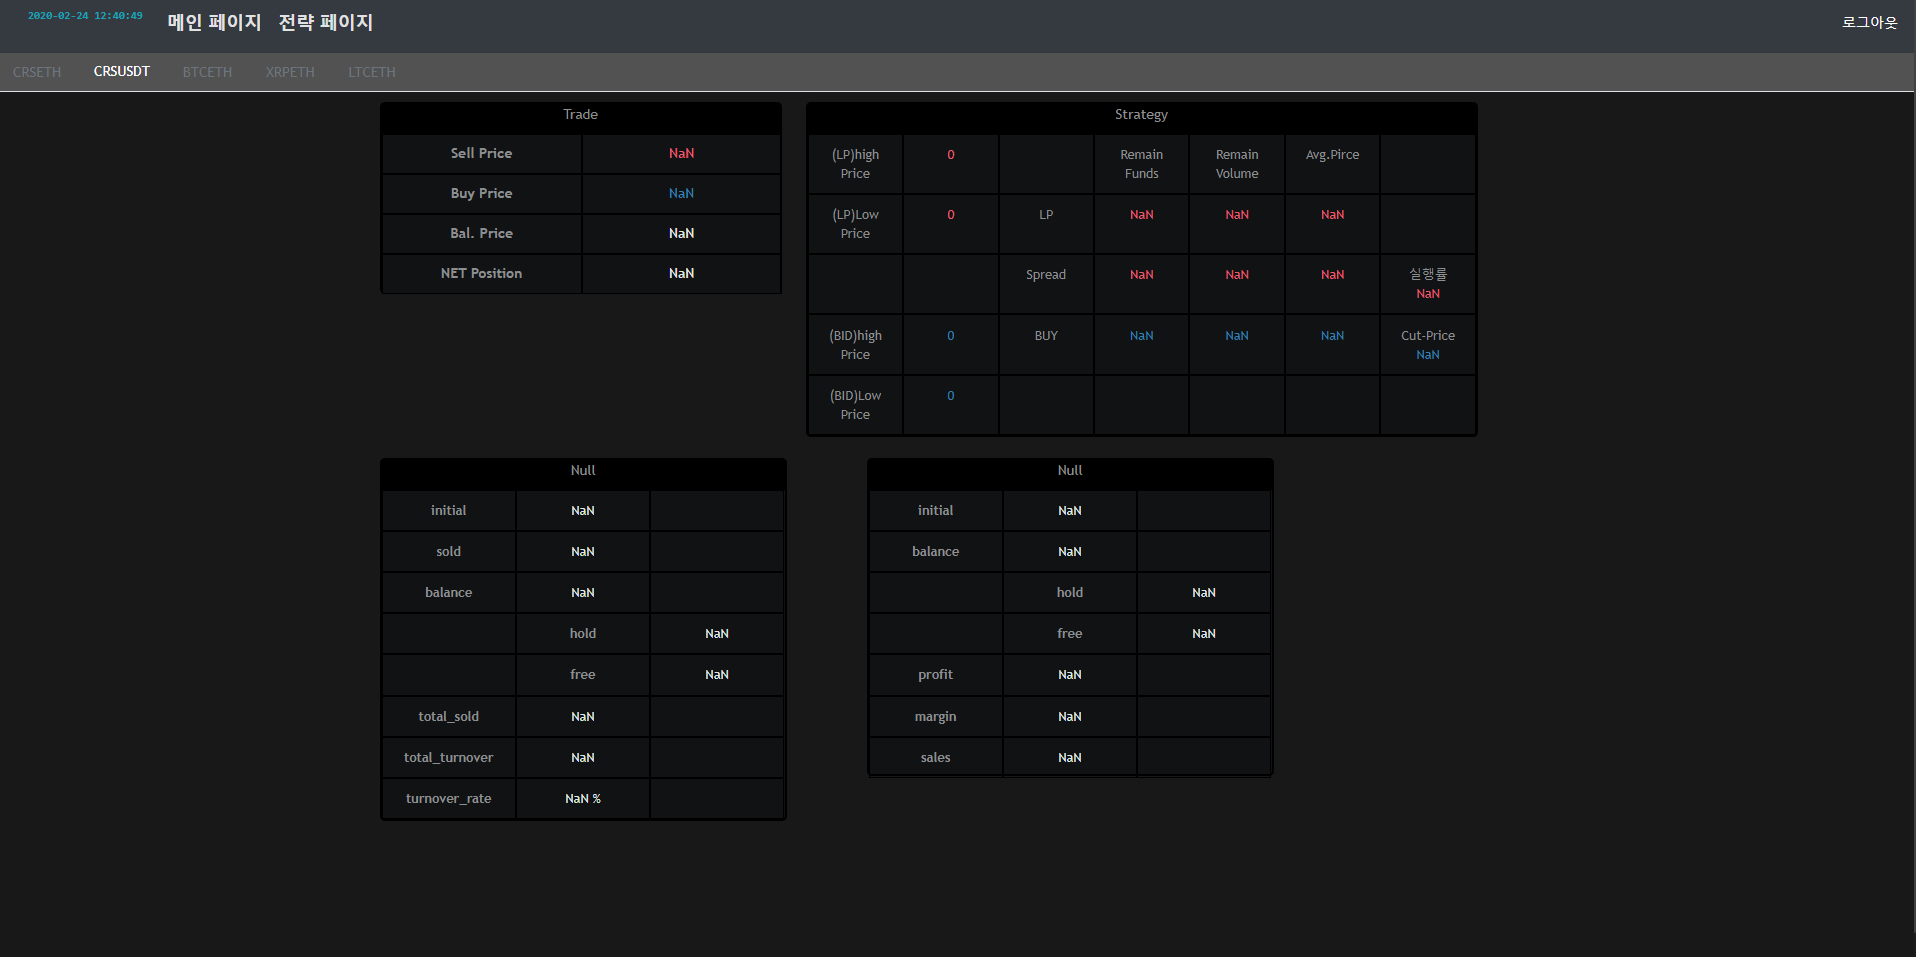 2020-02-24 12:40:49 메인 페이지 전략 페이지 로그아웃
CRSETH CRSUSDT BTCETH XRPETH LTCETH
Trade
Sell Price NaN
Buy Price NaN
Bal. Price NaN
NET Position NaN
Strategy
(LP)high Price 0 Remain Funds Remain Volume Avg.Pirce
(LP)Low Price 0 LP NaN NaN NaN
Spread NaN NaN NaN 실행률 NaN
(BID)high Price 0 BUY NaN NaN NaN Cut-Price NaN
(BID)Low Price 0
Null
initial NaN
sold NaN
balance NaN
hold NaN
free NaN
total_sold NaN
total_turnover NaN
turnover_rate NaN %
Null
initial NaN
balance NaN
hold NaN
free NaN
profit NaN
margin NaN
sales NaN